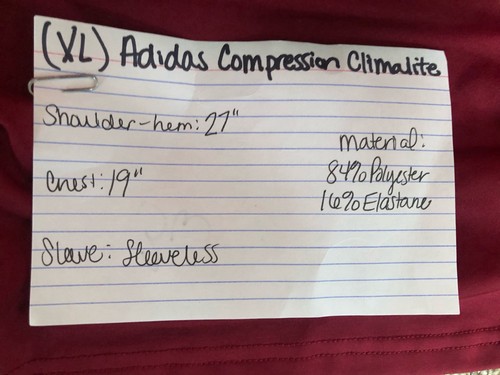 (XL) Adidas Compression Climalite
Shoulder-hem: 27"
Material:
84% Polyester
16% Elastane
Chest: 19"
Sleeve: Sleeveless